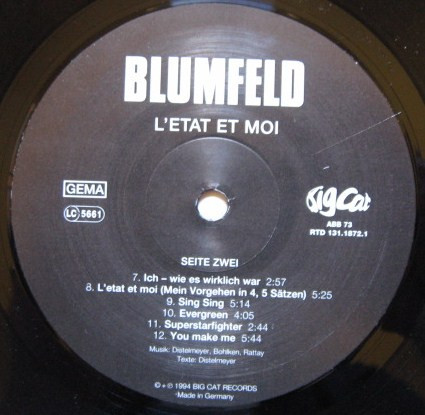 BLUMFELD
L'ETAT ET MOI
GEMA
LC 5661
Big Cat
ABB 73
RTD 131.1872.1
SEITE ZWEI
7. Ich – wie es wirklich war 2:57
8. L'etat et moi (Mein Vorgehen in 4, 5 Sätzen) 5:25
9. Sing Sing 5:14
10. Evergreen 4:05
11. Superstarfighter 2:44
12. You make me 5:44
Musik: Distelmeyer, Bohlken, Rattay
Texte: Distelmeyer
© + ℗ 1994 BIG CAT RECORDS
Made in Germany